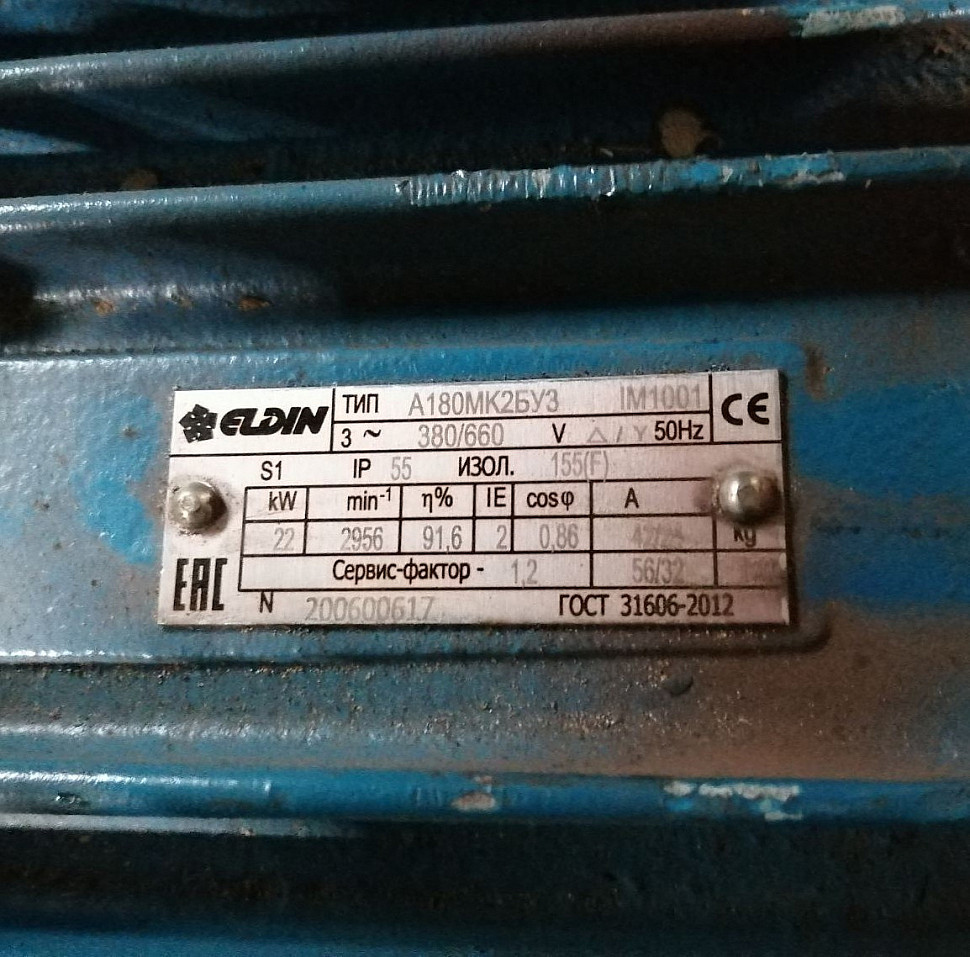 ELDIN ТИП А180МК2БУ3 IM1001 CE
3 ~ 380/660 V △ / Y 50Hz
S1 IP 55 ИЗОЛ. 155(F)
kW min-1 η% IE cosφ A
22 2956 91,6 2 0,86 kg
Сервис-фактор - 1,2 56/32
EAC N 200600617 ГОСТ 31606-2012